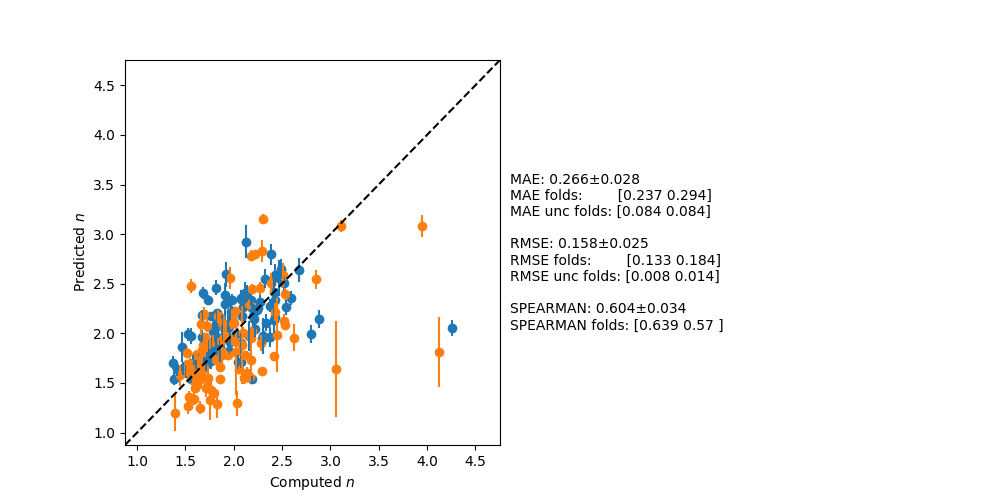 4.5
4.0
3.5
3.0
2.5
2.0
1.5
1.0
Predicted n
1.0 1.5 2.0 2.5 3.0 3.5 4.0 4.5
Computed n
MAE: 0.266±0.028
MAE folds: [0.237 0.294]
MAE unc folds: [0.084 0.084]
RMSE: 0.158±0.025
RMSE folds: [0.133 0.184]
RMSE unc folds: [0.008 0.014]
SPEARMAN: 0.604±0.034
SPEARMAN folds: [0.639 0.57 ]